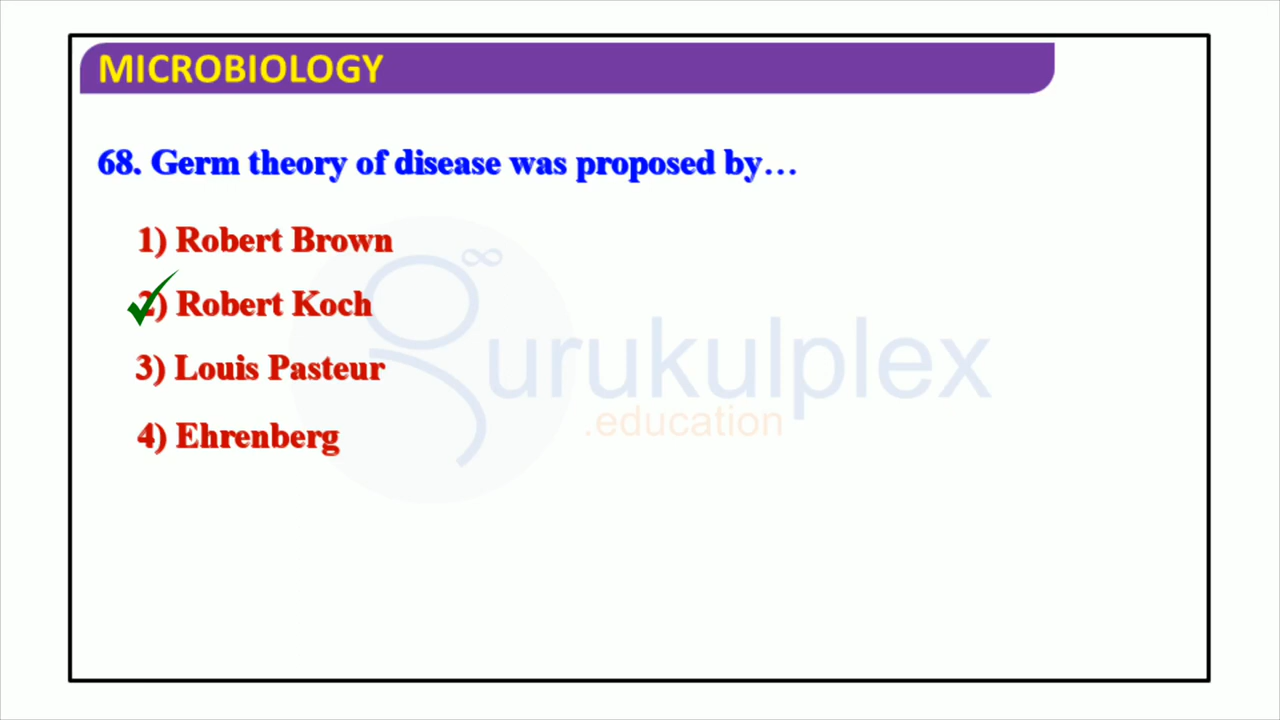 MICROBIOLOGY
68. Germ theory of disease was proposed by...
1) Robert Brown
2) Robert Koch
3) Louis Pasteur
4) Ehrenberg
gurukulplex
.education